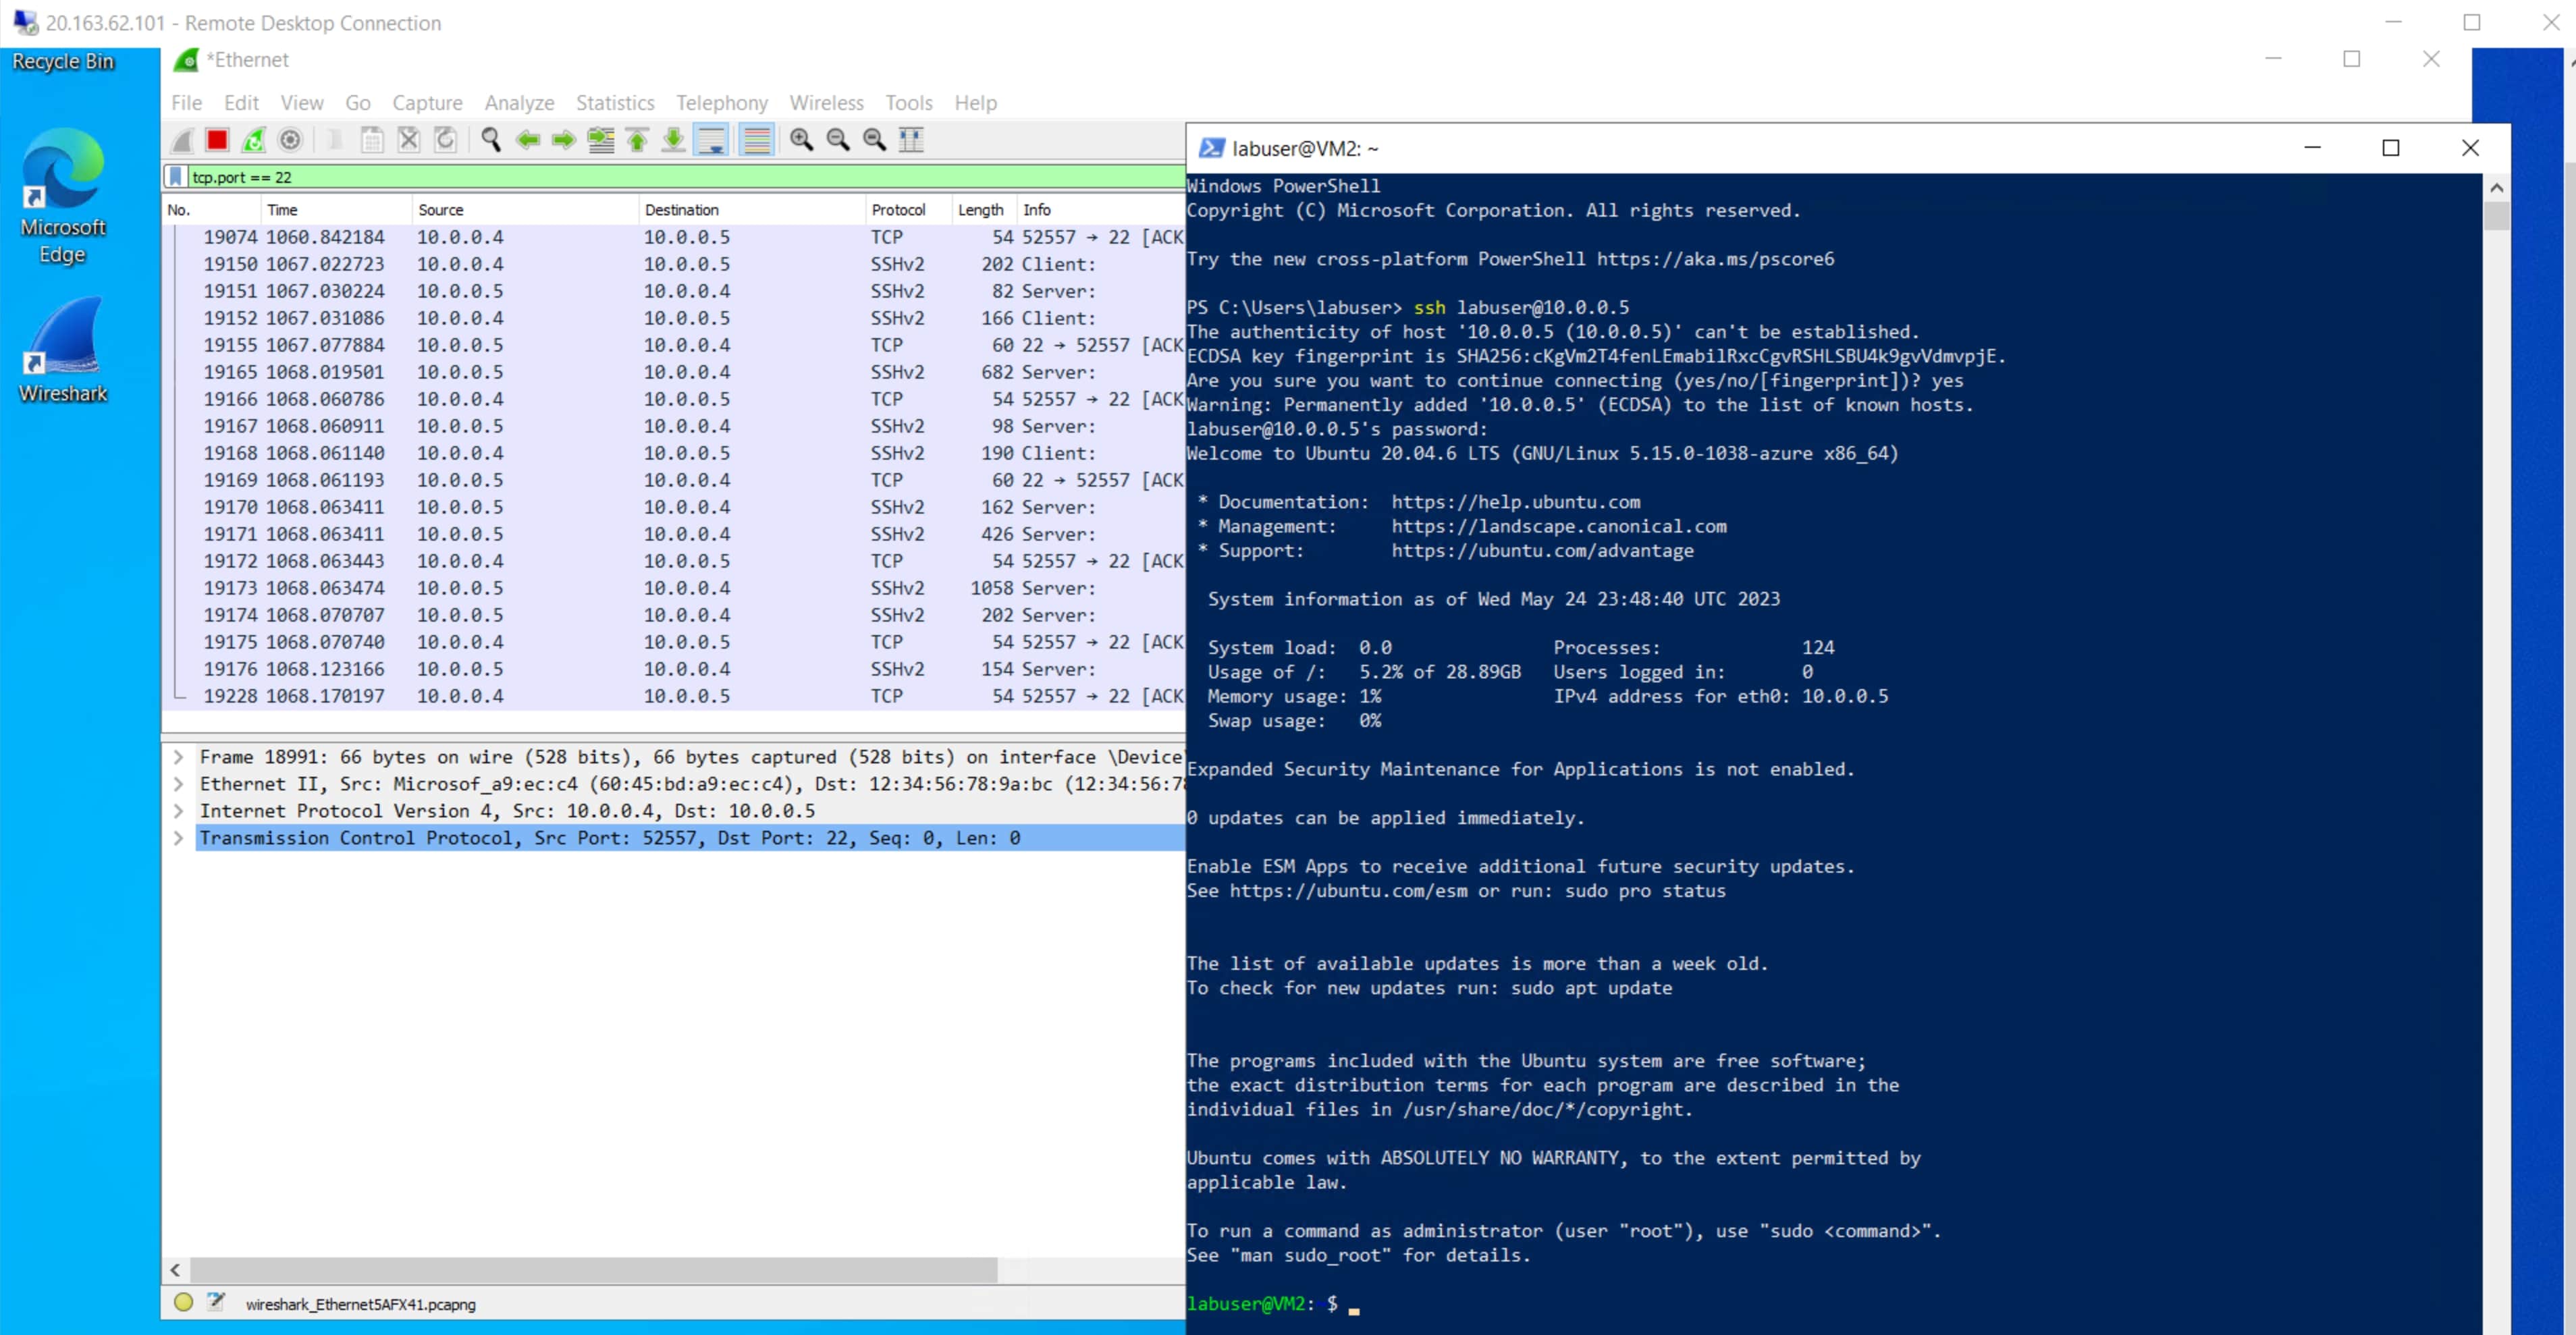 20.163.62.101 - Remote Desktop Connection
Recycle Bin
Microsoft
Edge
Wireshark
*Ethernet
File Edit View Go Capture Analyze Statistics Telephony Wireless Tools Help
tcp.port == 22
No. Time Source Destination Protocol Length Info
19074 1060.842184 10.0.0.4 10.0.0.5 TCP 54 52557 → 22 [ACK
19150 1067.022723 10.0.0.4 10.0.0.5 SSHv2 202 Client:
19151 1067.030224 10.0.0.5 10.0.0.4 SSHv2 82 Server:
19152 1067.031086 10.0.0.4 10.0.0.5 SSHv2 166 Client:
19155 1067.077884 10.0.0.5 10.0.0.4 TCP 60 22 → 52557 [ACK
19165 1068.019501 10.0.0.5 10.0.0.4 SSHv2 682 Server:
19166 1068.060786 10.0.0.4 10.0.0.5 TCP 54 52557 → 22 [ACK
19167 1068.060911 10.0.0.5 10.0.0.4 SSHv2 98 Server:
19168 1068.061140 10.0.0.4 10.0.0.5 SSHv2 190 Client:
19169 1068.061193 10.0.0.5 10.0.0.4 TCP 60 22 → 52557 [ACK
19170 1068.063411 10.0.0.5 10.0.0.4 SSHv2 162 Server:
19171 1068.063411 10.0.0.5 10.0.0.4 SSHv2 426 Server:
19172 1068.063443 10.0.0.4 10.0.0.5 TCP 54 52557 → 22 [ACK
19173 1068.063474 10.0.0.5 10.0.0.4 SSHv2 1058 Server:
19174 1068.070707 10.0.0.5 10.0.0.4 SSHv2 202 Server:
19175 1068.070740 10.0.0.4 10.0.0.5 TCP 54 52557 → 22 [ACK
19176 1068.123166 10.0.0.5 10.0.0.4 SSHv2 154 Server:
19228 1068.170197 10.0.0.4 10.0.0.5 TCP 54 52557 → 22 [ACK
Frame 18991: 66 bytes on wire (528 bits), 66 bytes captured (528 bits) on interface \Device
Ethernet II, Src: Microsof_a9:ec:c4 (60:45:bd:a9:ec:c4), Dst: 12:34:56:78:9a:bc (12:34:56:78
Internet Protocol Version 4, Src: 10.0.0.4, Dst: 10.0.0.5
Transmission Control Protocol, Src Port: 52557, Dst Port: 22, Seq: 0, Len: 0
wireshark_Ethernet5AFX41.pcapng
labuser@VM2: ~
Windows PowerShell
Copyright (C) Microsoft Corporation. All rights reserved.
Try the new cross-platform PowerShell https://aka.ms/pscore6
PS C:\Users\labuser> ssh labuser@10.0.0.5
The authenticity of host '10.0.0.5 (10.0.0.5)' can't be established.
ECDSA key fingerprint is SHA256:cKgVm2T4fenLEmabilRxcCgvRSHLSBU4k9gvVdmvpjE.
Are you sure you want to continue connecting (yes/no/[fingerprint])? yes
Warning: Permanently added '10.0.0.5' (ECDSA) to the list of known hosts.
labuser@10.0.0.5's password:
Welcome to Ubuntu 20.04.6 LTS (GNU/Linux 5.15.0-1038-azure x86_64)
* Documentation: https://help.ubuntu.com
* Management: https://landscape.canonical.com
* Support: https://ubuntu.com/advantage
System information as of Wed May 24 23:48:40 UTC 2023
System load: 0.0 Processes: 124
Usage of /: 5.2% of 28.89GB Users logged in: 0
Memory usage: 1% IPv4 address for eth0: 10.0.0.5
Swap usage: 0%
Expanded Security Maintenance for Applications is not enabled.
0 updates can be applied immediately.
Enable ESM Apps to receive additional future security updates.
See https://ubuntu.com/esm or run: sudo pro status
The list of available updates is more than a week old.
To check for new updates run: sudo apt update
The programs included with the Ubuntu system are free software;
the exact distribution terms for each program are described in the
individual files in /usr/share/doc/*/copyright.
Ubuntu comes with ABSOLUTELY NO WARRANTY, to the extent permitted by
applicable law.
To run a command as administrator (user "root"), use "sudo <command>".
See "man sudo_root" for details.
labuser@VM2:~$